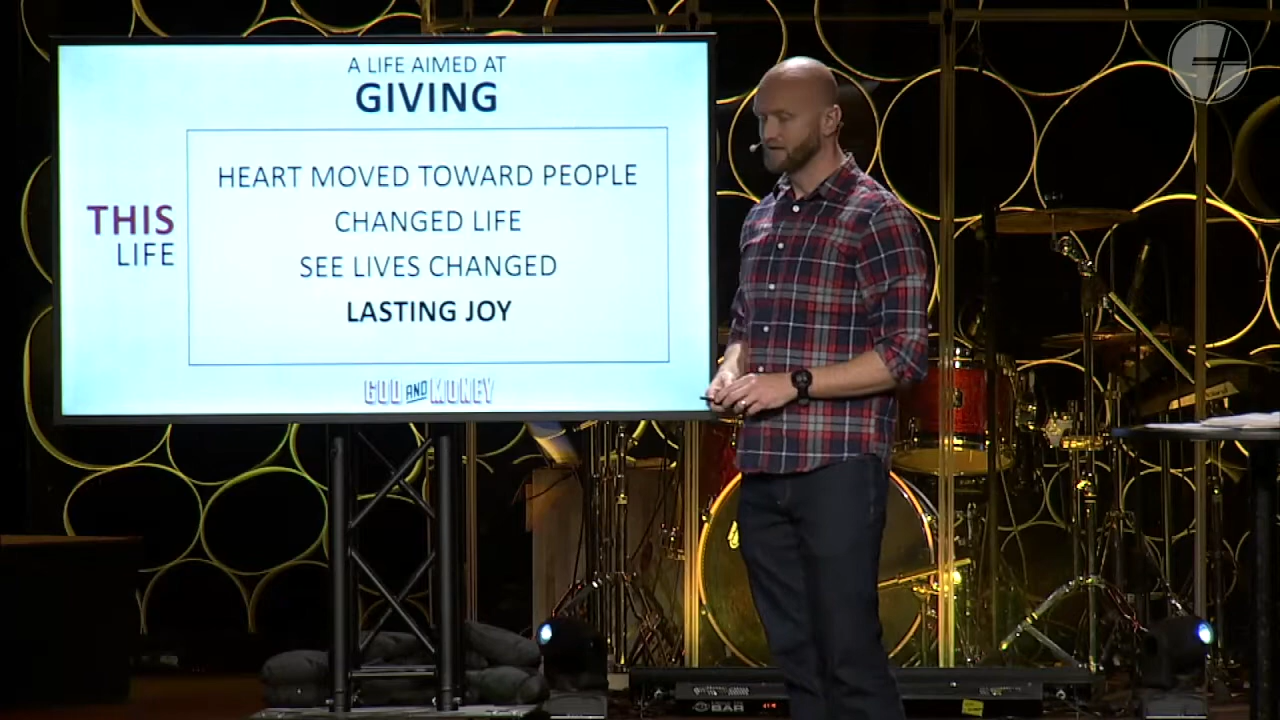 A LIFE AIMED AT
GIVING
THIS
LIFE
HEART MOVED TOWARD PEOPLE
CHANGED LIFE
SEE LIVES CHANGED
LASTING JOY
GOD AND MONEY
BAR